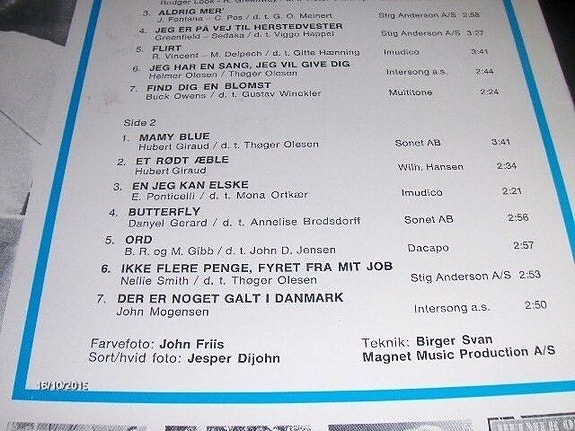 Rudger Look - R. Greenway / d. t.
3. ALDRIG MER' Stig Anderson A/S 2:58
J. Fontana - C. Pes / d. t. G. O. Meinert
4. JEG ER PÅ VEJ TIL HERSTEDVESTER Stig Anderson A/S 3:27
Greenfield - Sedaka / d. t. Viggo Happel
5. FLIRT Imudico 3:41
R. Vincent - M. Delpech / d. t. Gitte Hænning
6. JEG HAR EN SANG, JEG VIL GIVE DIG Intersong a.s. 2:44
Helmer Olesen / Thøger Olesen
7. FIND DIG EN BLOMST Multitone 2:24
Buck Owens / d. t. Gustav Winckler
Side 2
1. MAMY BLUE
Hubert Giraud / d. t. Thøger Olesen Sonet AB 3:41
2. ET RØDT ÆBLE
Hubert Giraud Wilh. Hansen 2:34
3. EN JEG KAN ELSKE
E. Ponticelli / d. t. Mona Ortkær Imudico 2:21
4. BUTTERFLY
Danyel Gerard / d. t. Annelise Bredsdorff Sonet AB 2:56
5. ORD
B. R. og M. Gibb / d. t. John D. Jensen Dacapo 2:57
6. IKKE FLERE PENGE, FYRET FRA MIT JOB
Nellie Smith / d. t. Thøger Olesen Stig Anderson A/S 2:53
7. DER ER NOGET GALT I DANMARK
John Mogensen Intersong a.s. 2:50
Farvefoto: John Friis Teknik: Birger Svan
Sort/hvid foto: Jesper Dijohn Magnet Music Production A/S
16/10/2015